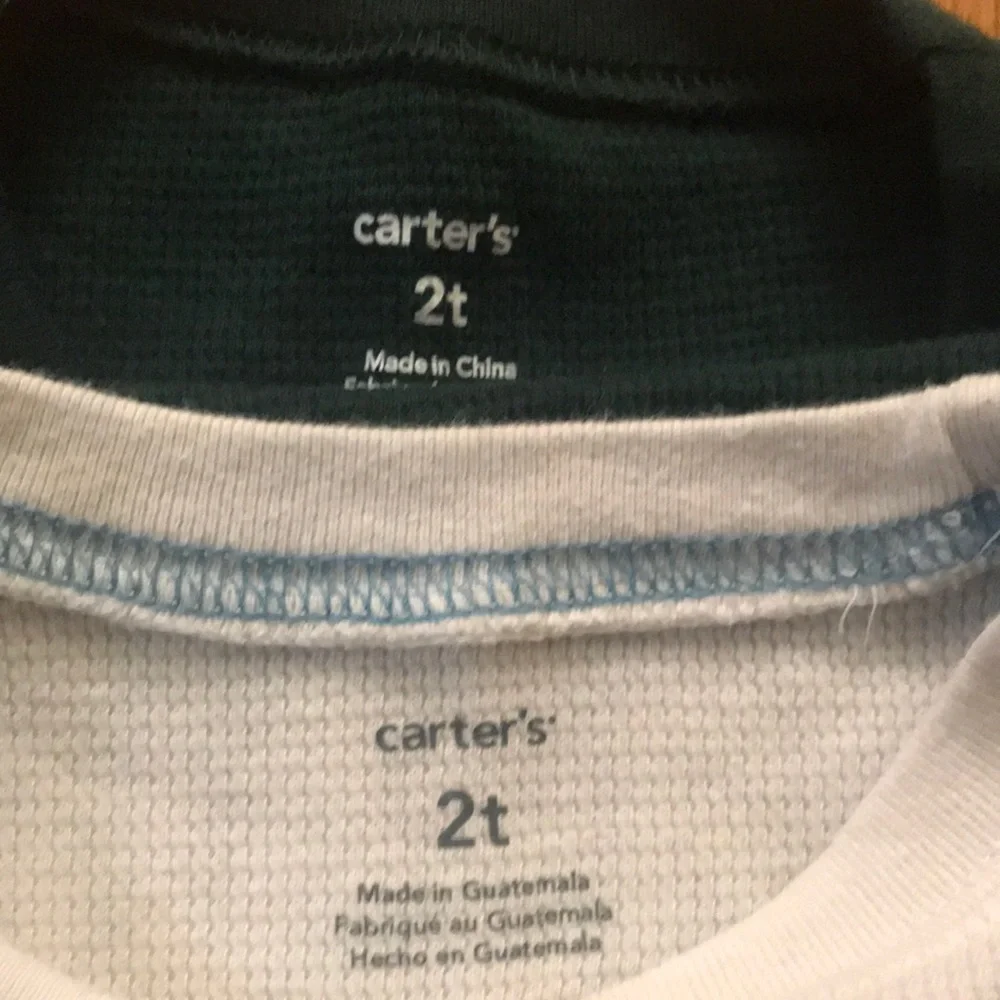 carter's
2t
Made in China
carter's
2t
Made in Guatemala
Fabriqué au Guatemala
Hecho en Guatemala